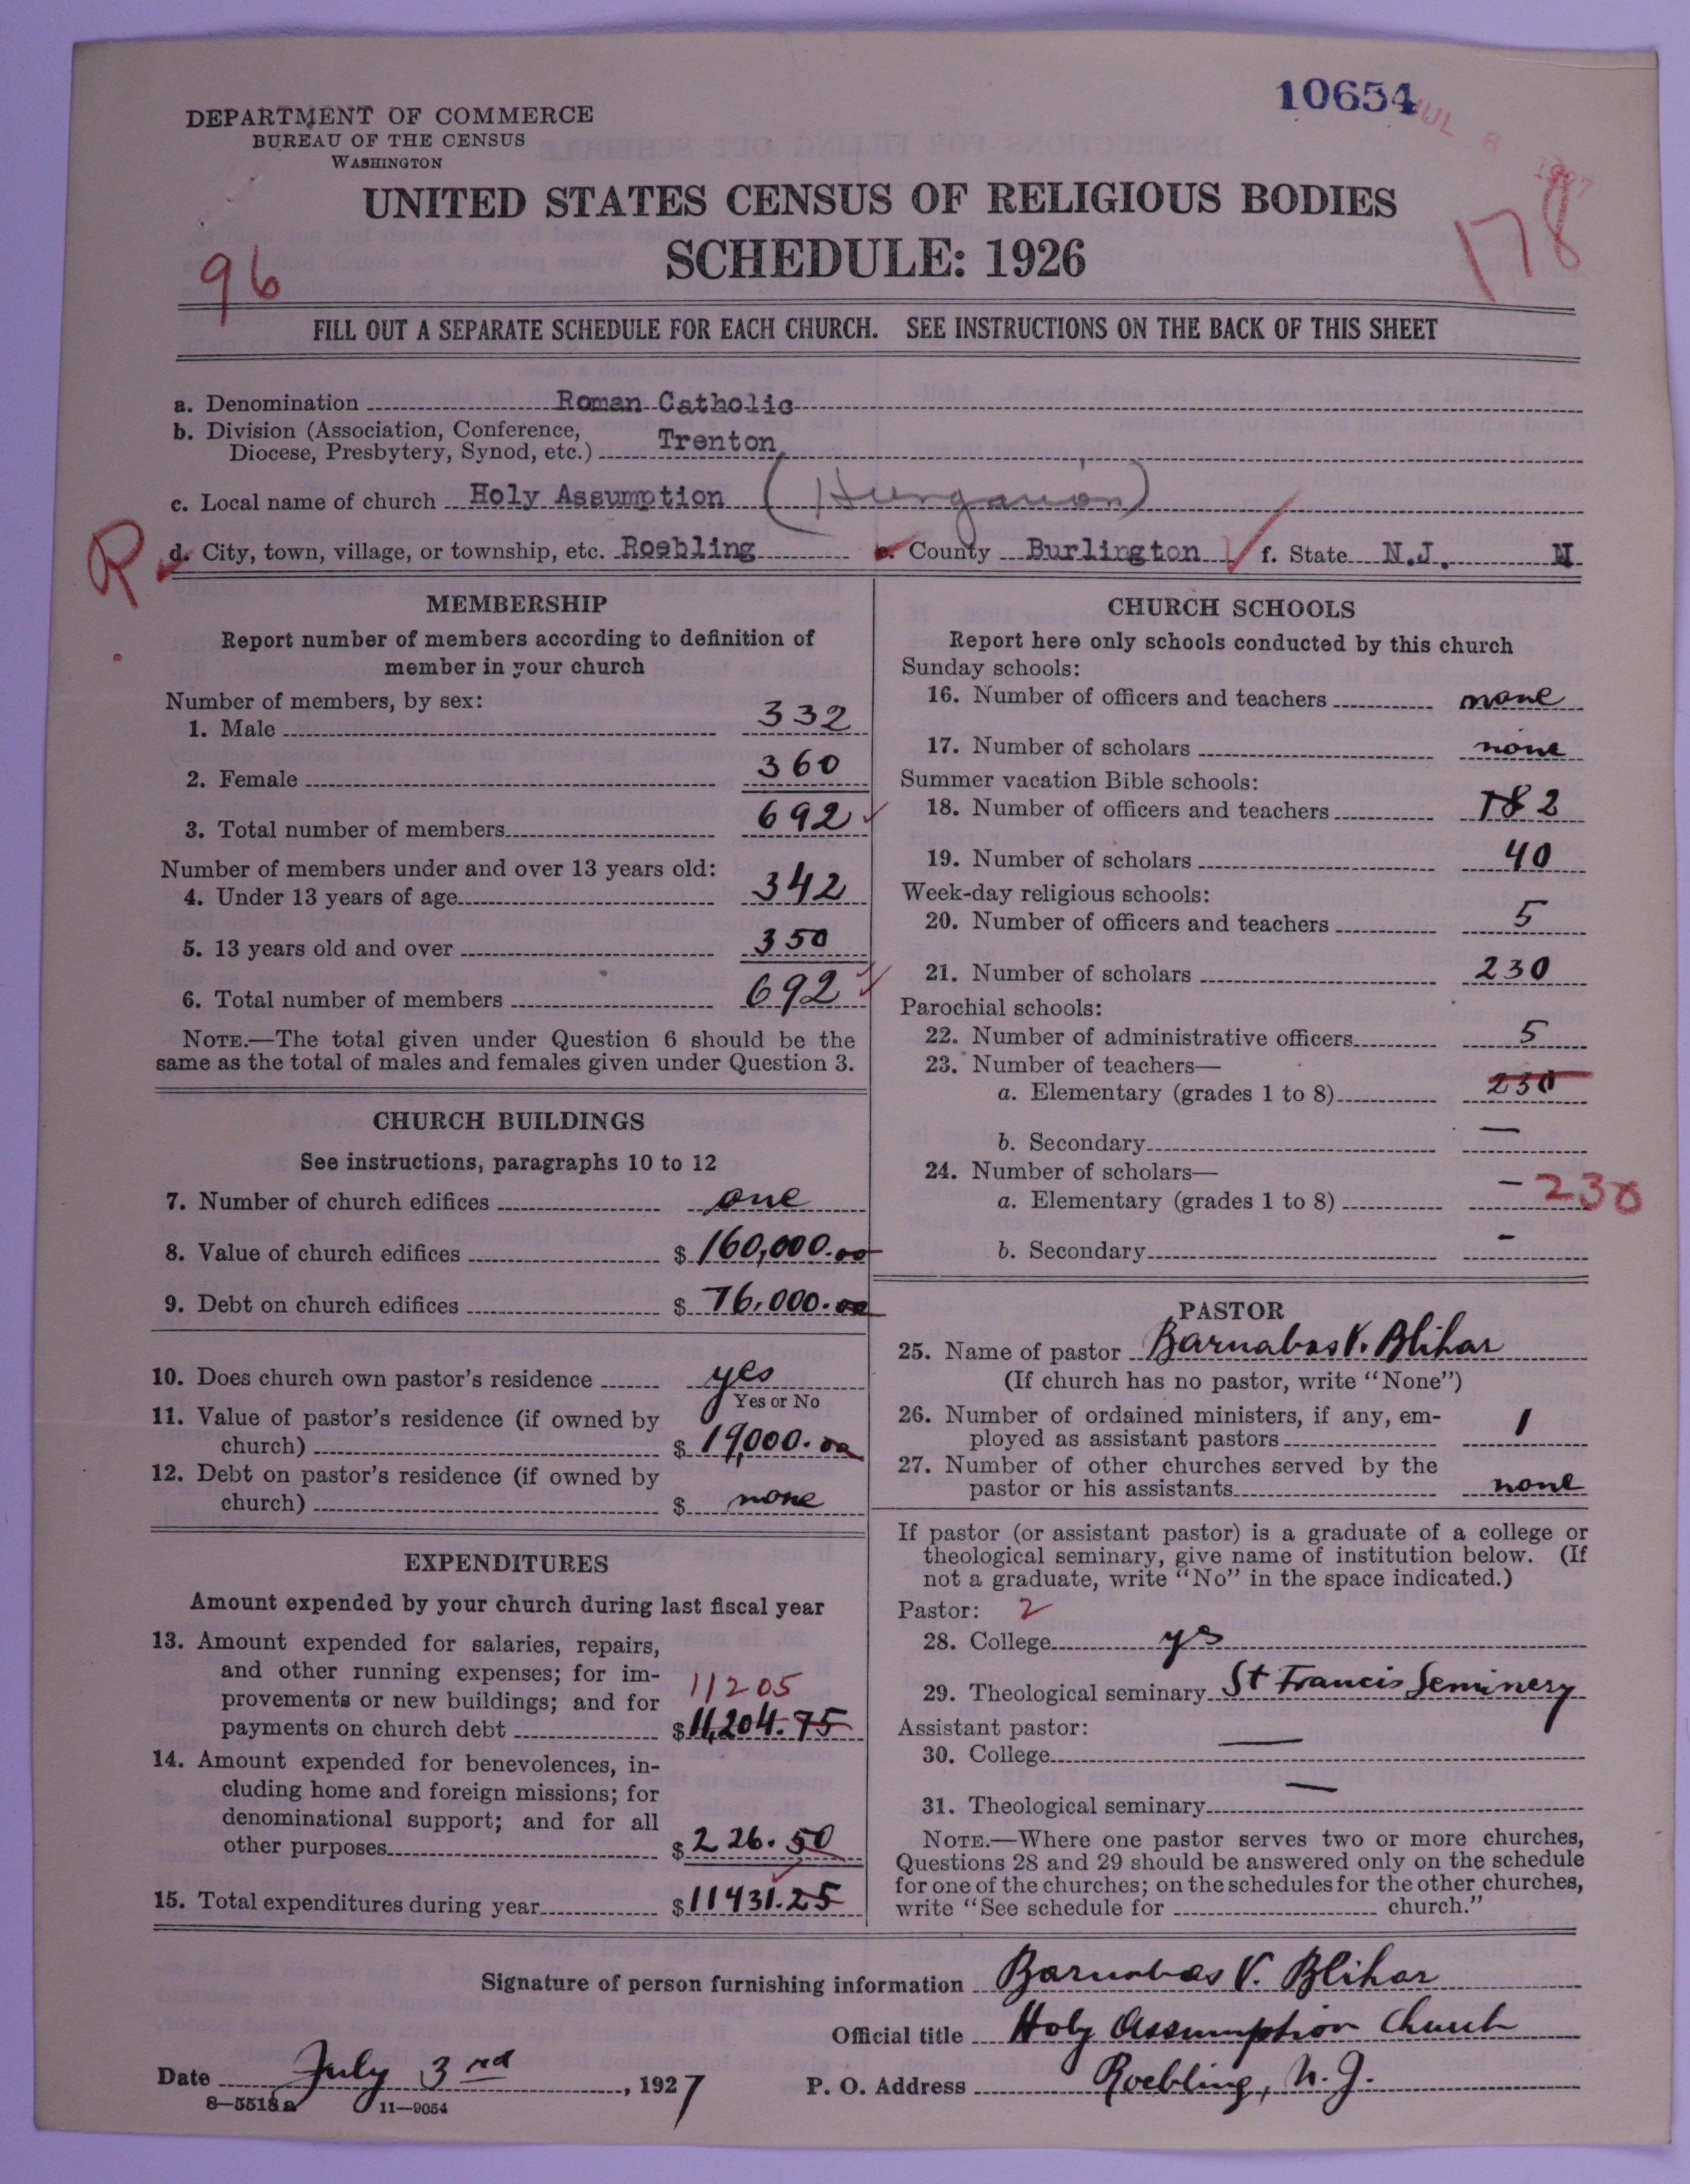 10654
JUL 6 1927
DEPARTMENT OF COMMERCE
BUREAU OF THE CENSUS
WASHINGTON
UNITED STATES CENSUS OF RELIGIOUS BODIES
SCHEDULE: 1926
96
178
FILL OUT A SEPARATE SCHEDULE FOR EACH CHURCH. SEE INSTRUCTIONS ON THE BACK OF THIS SHEET
a. Denomination Roman Catholic
b. Division (Association, Conference, Diocese, Presbytery, Synod, etc.) Trenton
c. Local name of church Holy Assumption (Hungarian)
R
d. City, town, village, or township, etc. Roebling e. County Burlington f. State N.J. N
MEMBERSHIP
Report number of members according to definition of
member in your church
Number of members, by sex:
1. Male 332
2. Female 360
3. Total number of members 692
Number of members under and over 13 years old:
4. Under 13 years of age 342
5. 13 years old and over 350
6. Total number of members 692
NOTE.—The total given under Question 6 should be the
same as the total of males and females given under Question 3.
CHURCH BUILDINGS
See instructions, paragraphs 10 to 12
7. Number of church edifices one
8. Value of church edifices $ 160,000.00
9. Debt on church edifices $ 76,000.00
10. Does church own pastor's residence yes
Yes or No
11. Value of pastor's residence (if owned by
church) $ 19,000.00
12. Debt on pastor's residence (if owned by
church) $ none
EXPENDITURES
Amount expended by your church during last fiscal year
13. Amount expended for salaries, repairs,
and other running expenses; for im-
provements or new buildings; and for
11205
payments on church debt $ 11,204.75
14. Amount expended for benevolences, in-
cluding home and foreign missions; for
denominational support; and for all
other purposes $ 226.50
15. Total expenditures during year $ 11431.25
CHURCH SCHOOLS
Report here only schools conducted by this church
Sunday schools:
16. Number of officers and teachers none
17. Number of scholars none
Summer vacation Bible schools:
18. Number of officers and teachers 2
19. Number of scholars 40
Week-day religious schools:
20. Number of officers and teachers 5
21. Number of scholars 230
Parochial schools:
22. Number of administrative officers 5
23. Number of teachers—
a. Elementary (grades 1 to 8) 230
b. Secondary —
24. Number of scholars—
a. Elementary (grades 1 to 8) — 230
b. Secondary -
PASTOR
25. Name of pastor Barnabas V. Blihar
(If church has no pastor, write "None")
26. Number of ordained ministers, if any, em-
ployed as assistant pastors 1
27. Number of other churches served by the
pastor or his assistants none
If pastor (or assistant pastor) is a graduate of a college or
theological seminary, give name of institution below. (If
not a graduate, write "No" in the space indicated.)
Pastor: 2
28. College yes
29. Theological seminary St Francis Seminery
Assistant pastor:
30. College —
31. Theological seminary —
NOTE.—Where one pastor serves two or more churches,
Questions 28 and 29 should be answered only on the schedule
for one of the churches; on the schedules for the other churches,
write "See schedule for church."
Signature of person furnishing information Barnabas V. Blihar
Official title Holy Assumption Church
Date July 3rd, 1927 P. O. Address Roebling, N.J.
8—5518a 11—9054